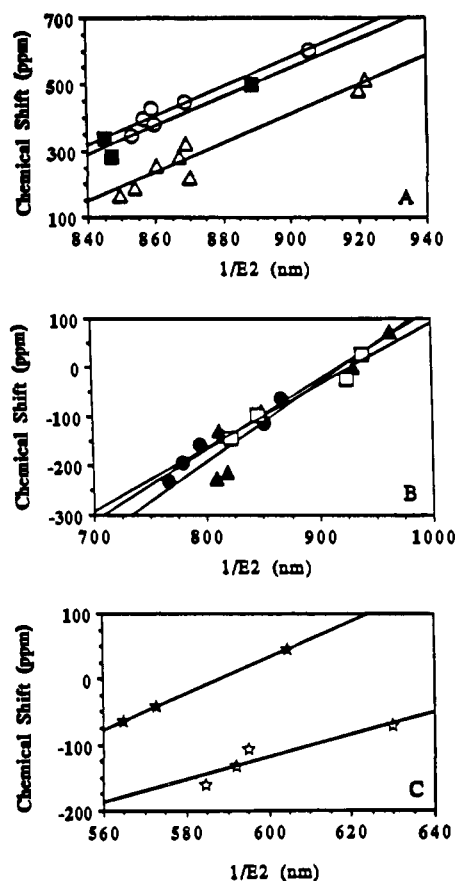 Chemical Shift (ppm)
700
500
300
100
A
840 860 880 900 920 940
1/E2 (nm)
Chemical Shift (ppm)
100
0
-100
-200
-300
B
700 800 900 1000
1/E2 (nm)
Chemical Shift (ppm)
100
0
-100
-200
C
560 580 600 620 640
1/E2 (nm)